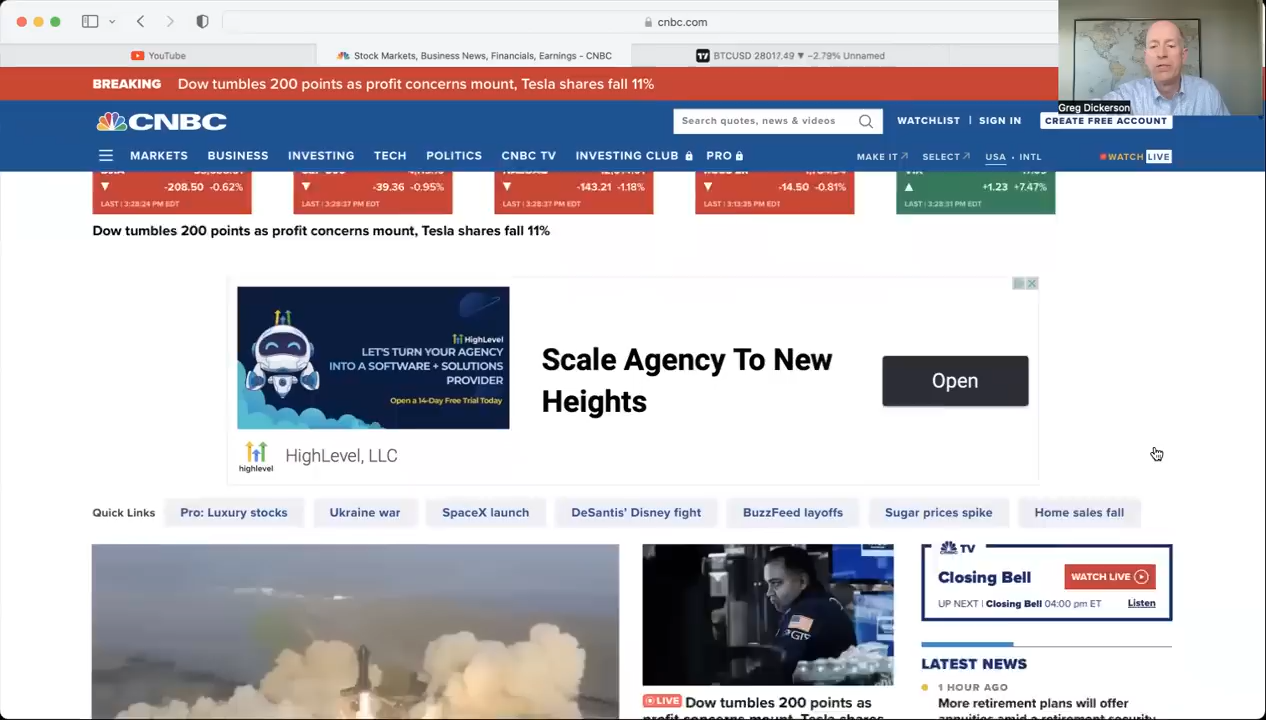 cnbc.com
YouTube
Stock Markets, Business News, Financials, Earnings - CNBC
BTCUSD 28017.49 ▼ −2.79% Unnamed
Greg Dickerson
BREAKING Dow tumbles 200 points as profit concerns mount, Tesla shares fall 11%
CNBC
Search quotes, news & videos
WATCHLIST | SIGN IN
CREATE FREE ACCOUNT
MARKETS BUSINESS INVESTING TECH POLITICS CNBC TV INVESTING CLUB PRO
MAKE IT SELECT USA • INTL
WATCH LIVE
-208.50 -0.62%
LAST | 3:28:24 PM EDT
-39.36 -0.95%
LAST | 3:28:37 PM EDT
-143.21 -1.18%
LAST | 3:28:37 PM EDT
-14.50 -0.81%
LAST | 3:13:25 PM EDT
+1.23 +7.47%
LAST | 3:28:31 PM EDT
Dow tumbles 200 points as profit concerns mount, Tesla shares fall 11%
HighLevel
LET'S TURN YOUR AGENCY
INTO A SOFTWARE + SOLUTIONS
PROVIDER
Open a 14-Day Free Trial Today
Scale Agency To New
Heights
Open
highlevel
HighLevel, LLC
Quick Links Pro: Luxury stocks Ukraine war SpaceX launch DeSantis' Disney fight BuzzFeed layoffs Sugar prices spike Home sales fall
TV
Closing Bell
WATCH LIVE
UP NEXT | Closing Bell 04:00 pm ET Listen
LATEST NEWS
1 HOUR AGO
More retirement plans will offer
annuities amid a retirement security
LIVE Dow tumbles 200 points as
profit concerns mount, Tesla shares